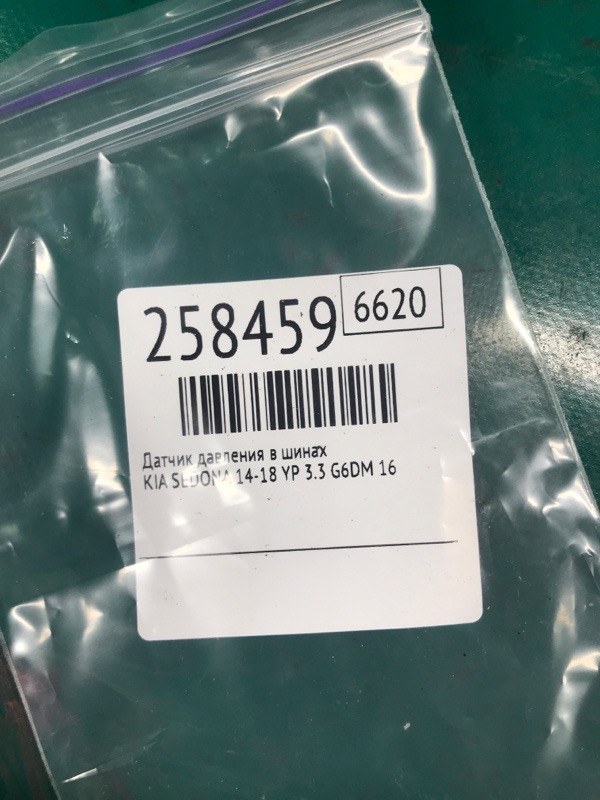 258459 6620
Датчик давления в шинах
KIA SEDONA 14-18 YP 3.3 G6DM 16